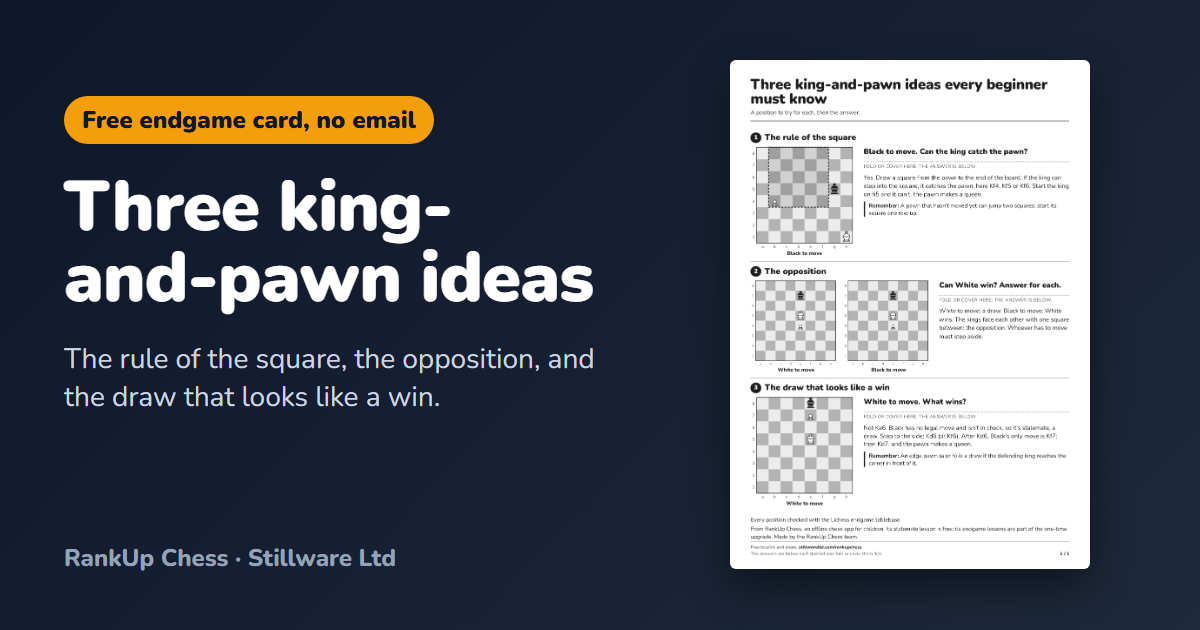 Free endgame card, no email
Three king-
and-pawn ideas
The rule of the square, the opposition, and
the draw that looks like a win.
RankUp Chess · Stillware Ltd
Three king-and-pawn ideas every beginner
must know
A position to try for each, then the answer.
1 The rule of the square
Black to move. Can the king catch the pawn?
FOLD OR COVER HERE: THE ANSWER IS BELOW
Yes. Draw a square from the pawn to the end of the board. If the king can
step into the square, it catches the pawn: here Kf4, Kf5 or Kf6. Start the king
on h5 and it can't: the pawn makes a queen.
Remember: A pawn that hasn't moved yet can jump two squares: start its
square one row up.
Black to move
2 The opposition
Can White win? Answer for each.
FOLD OR COVER HERE: THE ANSWER IS BELOW
White to move: a draw. Black to move: White
wins. The kings face each other with one square
between: the opposition. Whoever has to move
must step aside.
White to move
Black to move
3 The draw that looks like a win
White to move. What wins?
FOLD OR COVER HERE: THE ANSWER IS BELOW
Not Ke6: Black has no legal move and isn't in check, so it's stalemate, a
draw. Step to the side: Kd6 (or Kf6). After Kd6, Black's only move is Kf7;
then Kd7, and the pawn makes a queen.
Remember: An edge pawn (a or h) is a draw if the defending king reaches the
corner in front of it.
White to move
Every position checked with the Lichess endgame tablebase.
From RankUp Chess, an offline chess app for children. Its stalemate lesson is free; its endgame lessons are part of the one-time
upgrade. Made by the RankUp Chess team.
Free to print and share.
1 / 1